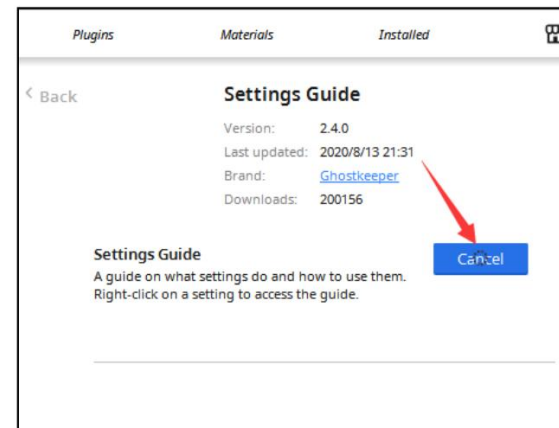 Plugins Materials Installed
Back
Settings Guide
Version: 2.4.0
Last updated: 2020/8/13 21:31
Brand: Ghostkeeper
Downloads: 200156
Settings Guide
Cancel
A guide on what settings do and how to use them.
Right-click on a setting to access the guide.